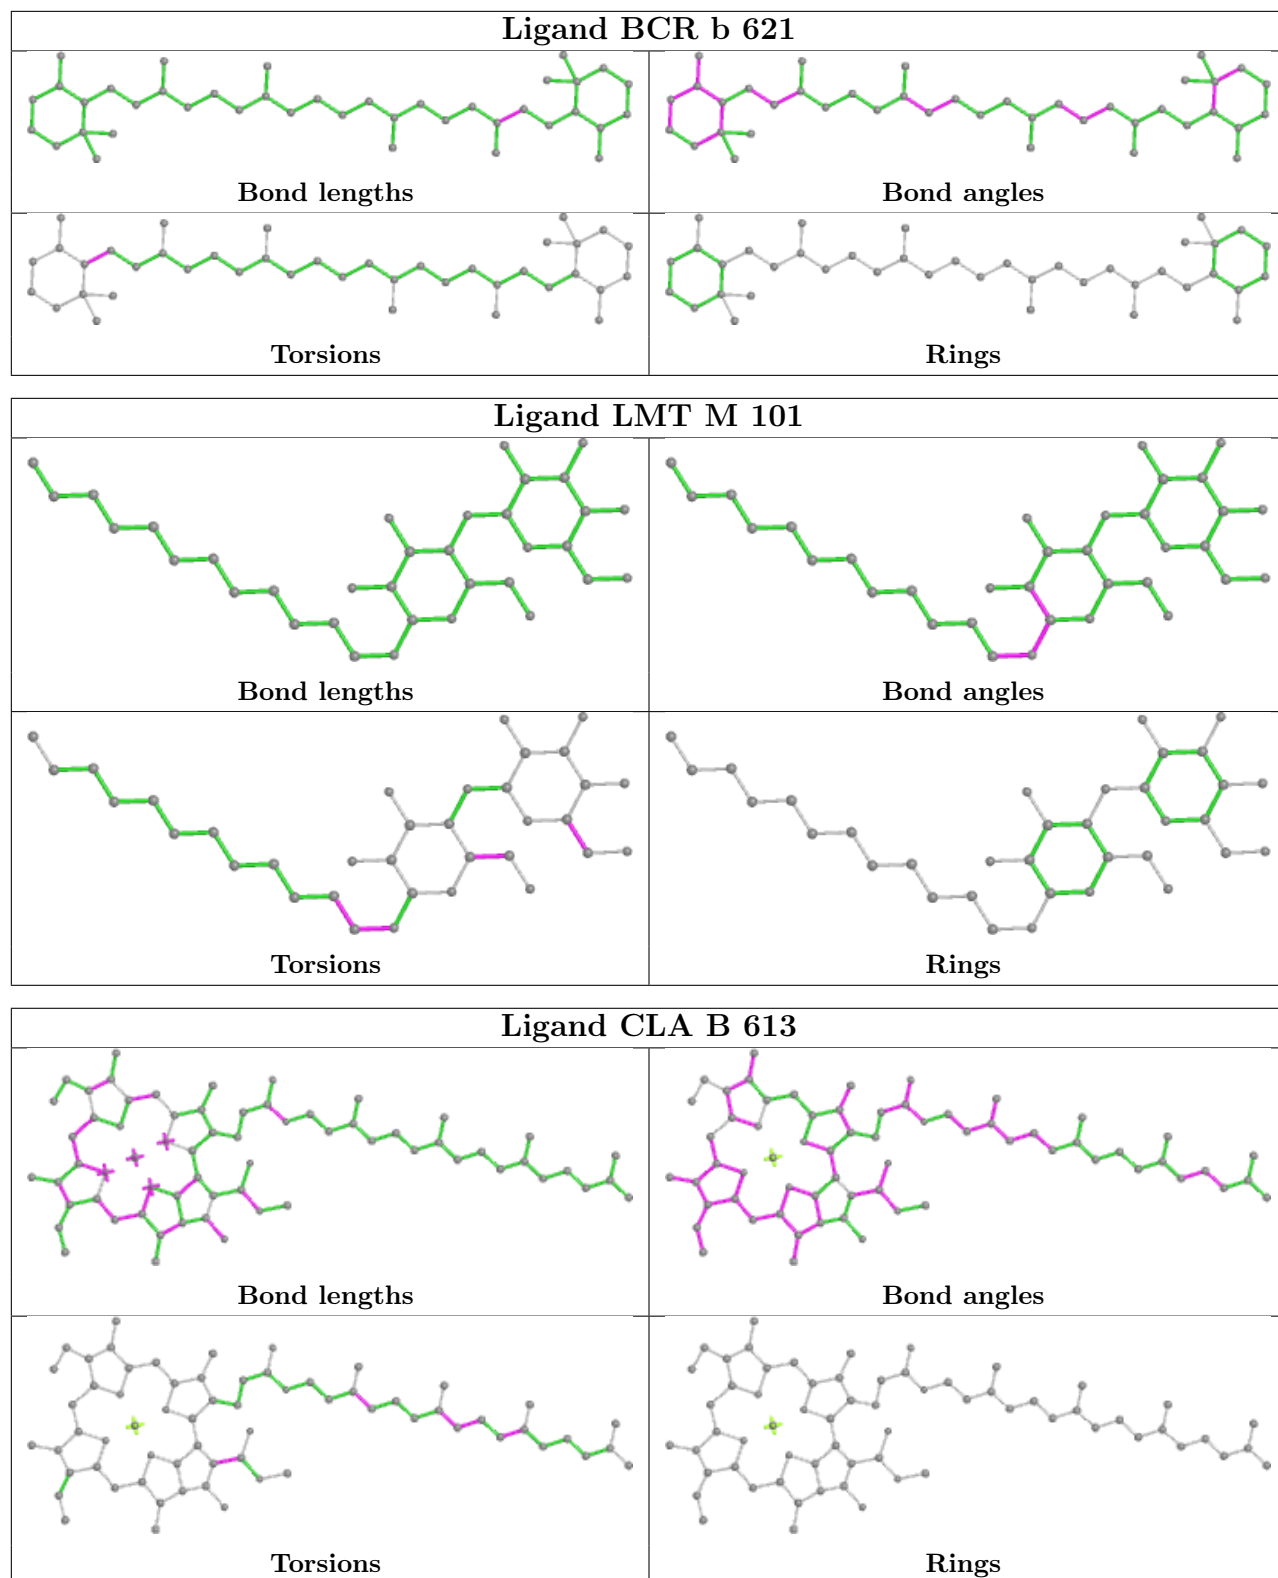 Ligand BCR b 621
Bond lengths
Bond angles
Torsions
Rings
Ligand LMT M 101
Bond lengths
Bond angles
Torsions
Rings
Ligand CLA B 613
Bond lengths
Bond angles
Torsions
Rings